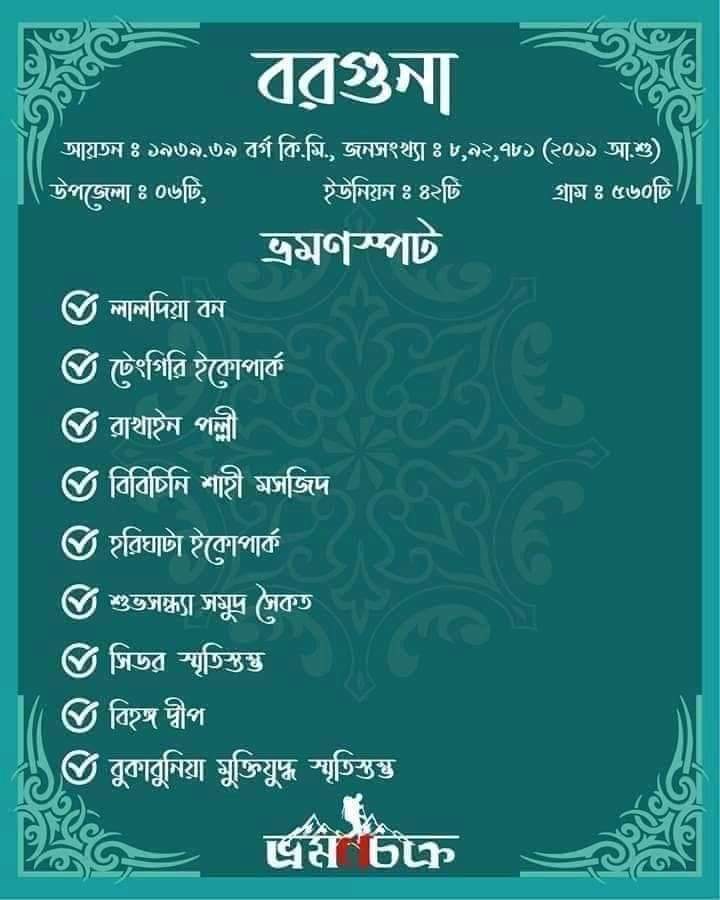 বরগুনা
আয়তন ঃ ১৯৩৯.৩৯ বর্গ কি.মি., জনসংখ্যা ঃ ৮,৯২,৭৮১ (২০১১ আ.শু)
উপজেলা ঃ ০৬টি, ইউনিয়ন ঃ ৪২টি গ্রাম ঃ ৫৬০টি
ভ্রমণস্পট
লালদিয়া বন
টেংগিরি ইকোপার্ক
রাখাইন পল্লী
বিবিচিনি শাহী মসজিদ
হরিঘাটা ইকোপার্ক
শুভসন্ধ্যা সমুদ্র সৈকত
সিডর স্মৃতিস্তম্ভ
বিহঙ্গ দ্বীপ
বুকাবুনিয়া মুক্তিযুদ্ধ স্মৃতিস্তম্ভ
ভ্রমণচক্র